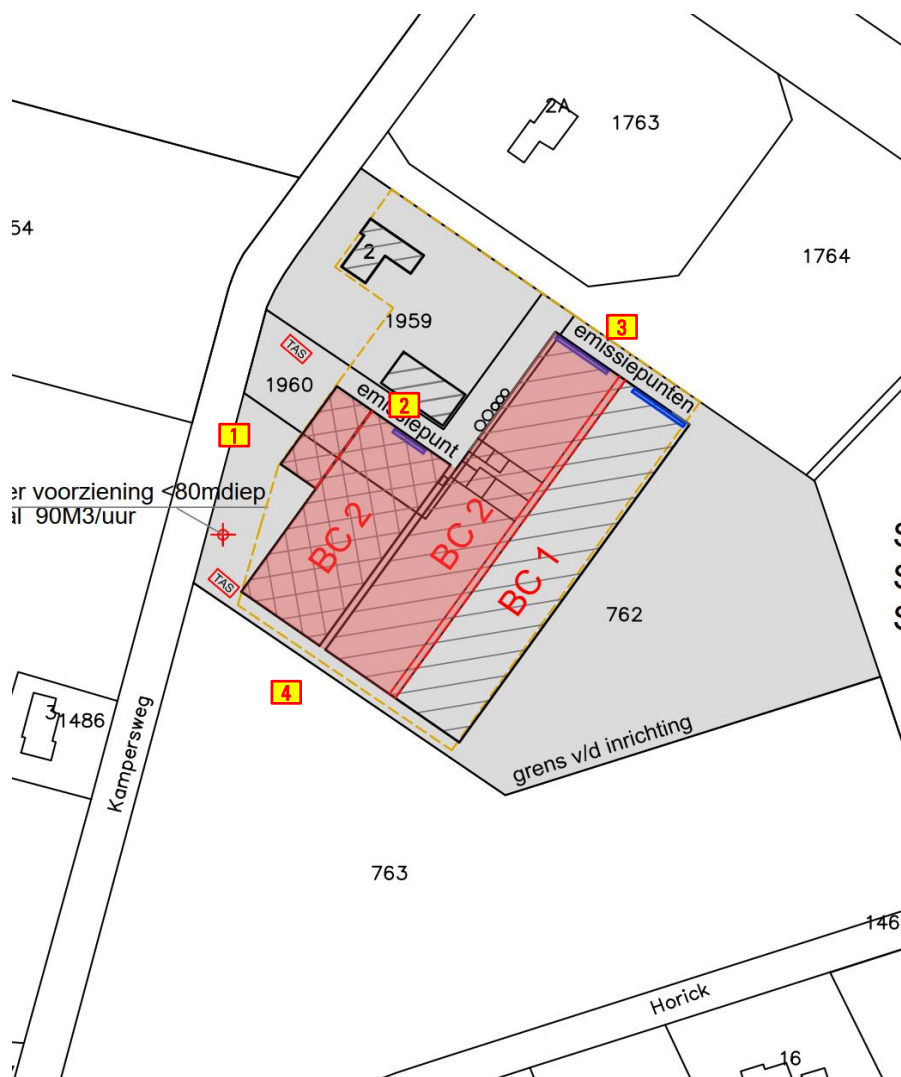 2A
1763
54
1764
2
1959
3
emissiepunten
TAS
1960
2
emissiepunt
1
er voorziening <80mdiep
al 90M3/uur
BC 2
BC 2
BC 1
TAS
762
4
3
1486
grens v/d inrichting
Kampersweg
763
146
Horick
16